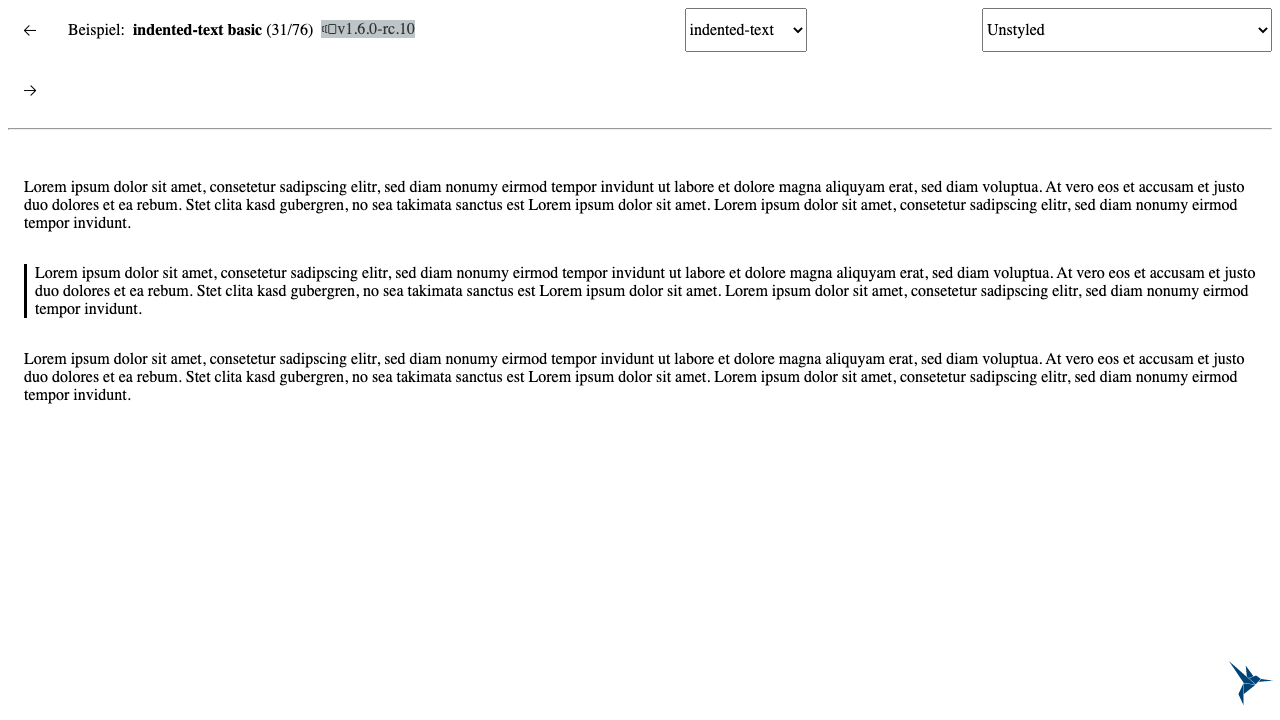 ← Beispiel: indented-text basic (31/76) v1.6.0-rc.10 indented-text Unstyled
→
Lorem ipsum dolor sit amet, consetetur sadipscing elitr, sed diam nonumy eirmod tempor invidunt ut labore et dolore magna aliquyam erat, sed diam voluptua. At vero eos et accusam et justo
duo dolores et ea rebum. Stet clita kasd gubergren, no sea takimata sanctus est Lorem ipsum dolor sit amet. Lorem ipsum dolor sit amet, consetetur sadipscing elitr, sed diam nonumy eirmod
tempor invidunt.
Lorem ipsum dolor sit amet, consetetur sadipscing elitr, sed diam nonumy eirmod tempor invidunt ut labore et dolore magna aliquyam erat, sed diam voluptua. At vero eos et accusam et justo
duo dolores et ea rebum. Stet clita kasd gubergren, no sea takimata sanctus est Lorem ipsum dolor sit amet. Lorem ipsum dolor sit amet, consetetur sadipscing elitr, sed diam nonumy eirmod
tempor invidunt.
Lorem ipsum dolor sit amet, consetetur sadipscing elitr, sed diam nonumy eirmod tempor invidunt ut labore et dolore magna aliquyam erat, sed diam voluptua. At vero eos et accusam et justo
duo dolores et ea rebum. Stet clita kasd gubergren, no sea takimata sanctus est Lorem ipsum dolor sit amet. Lorem ipsum dolor sit amet, consetetur sadipscing elitr, sed diam nonumy eirmod
tempor invidunt.